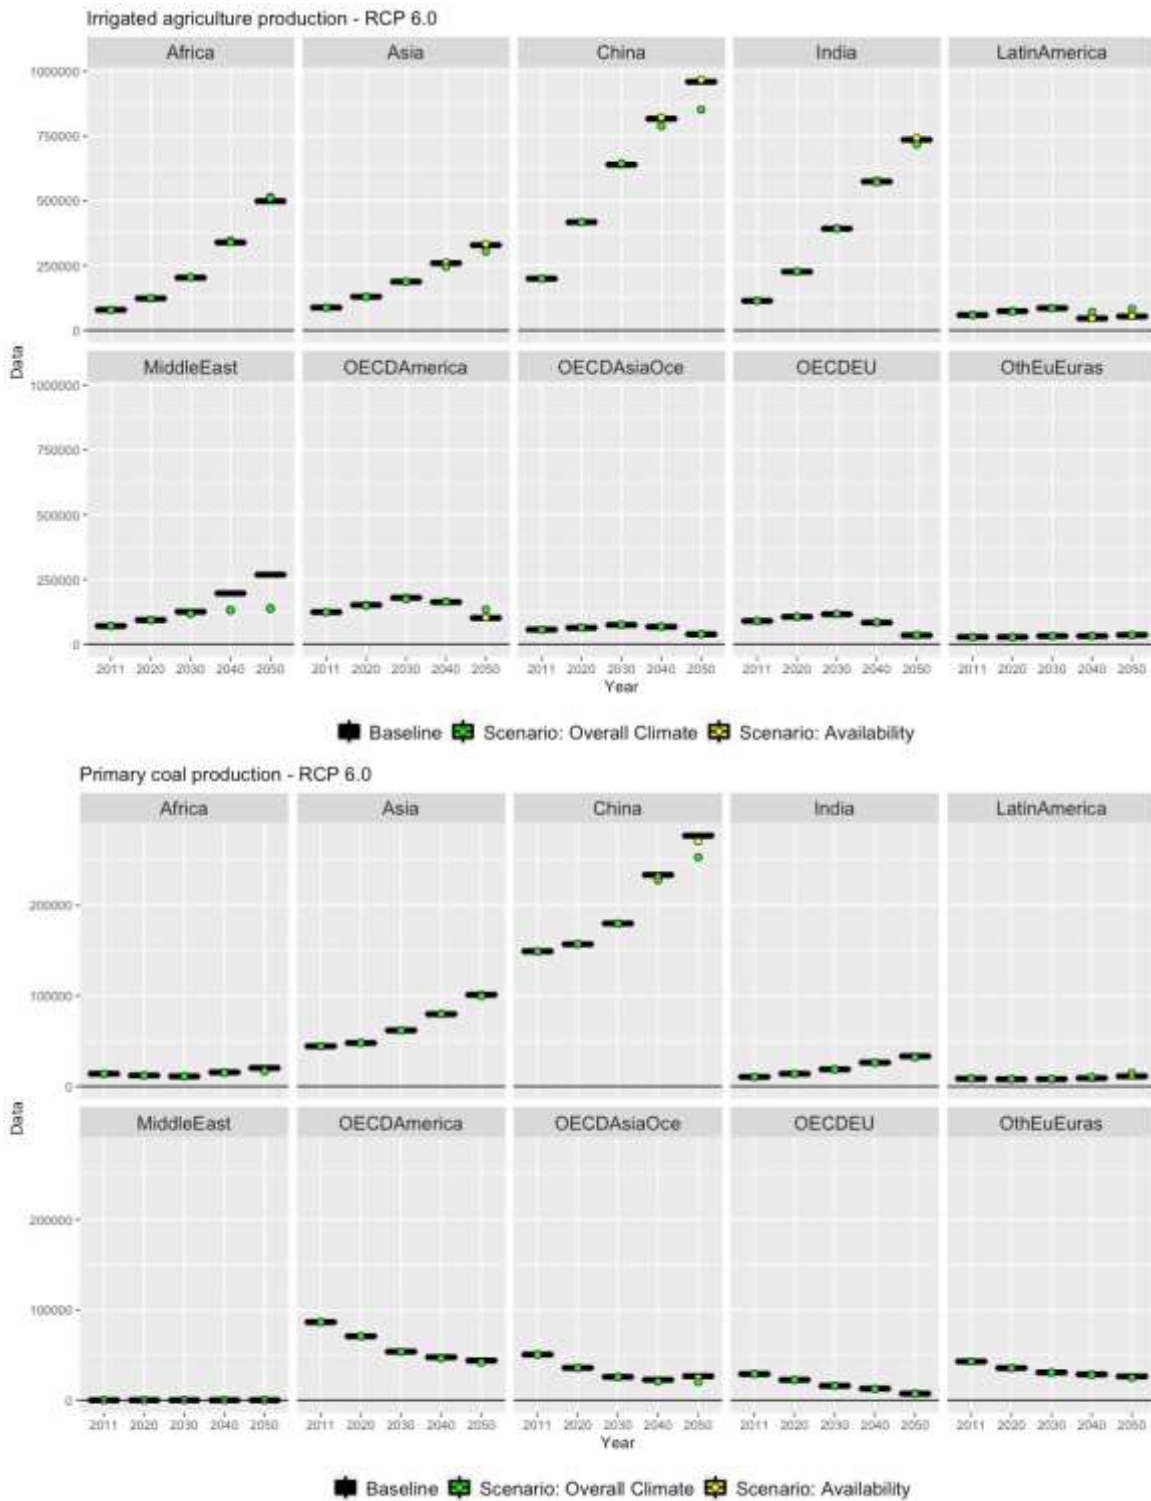 Irrigated agriculture production - RCP 6.0
Africa Asia China India LatinAmerica
1000000
750000
500000
250000
0
Data
MiddleEast OECDAmerica OECDAsiaOce OECDEU OthEuEuras
1000000
750000
500000
250000
0
2011 2020 2030 2040 2050 2011 2020 2030 2040 2050 2011 2020 2030 2040 2050 2011 2020 2030 2040 2050 2011 2020 2030 2040 2050
Year
Baseline Scenario: Overall Climate Scenario: Availability
Primary coal production - RCP 6.0
Africa Asia China India LatinAmerica
200000
100000
0
Data
MiddleEast OECDAmerica OECDAsiaOce OECDEU OthEuEuras
200000
100000
0
2011 2020 2030 2040 2050 2011 2020 2030 2040 2050 2011 2020 2030 2040 2050 2011 2020 2030 2040 2050 2011 2020 2030 2040 2050
Year
Baseline Scenario: Overall Climate Scenario: Availability